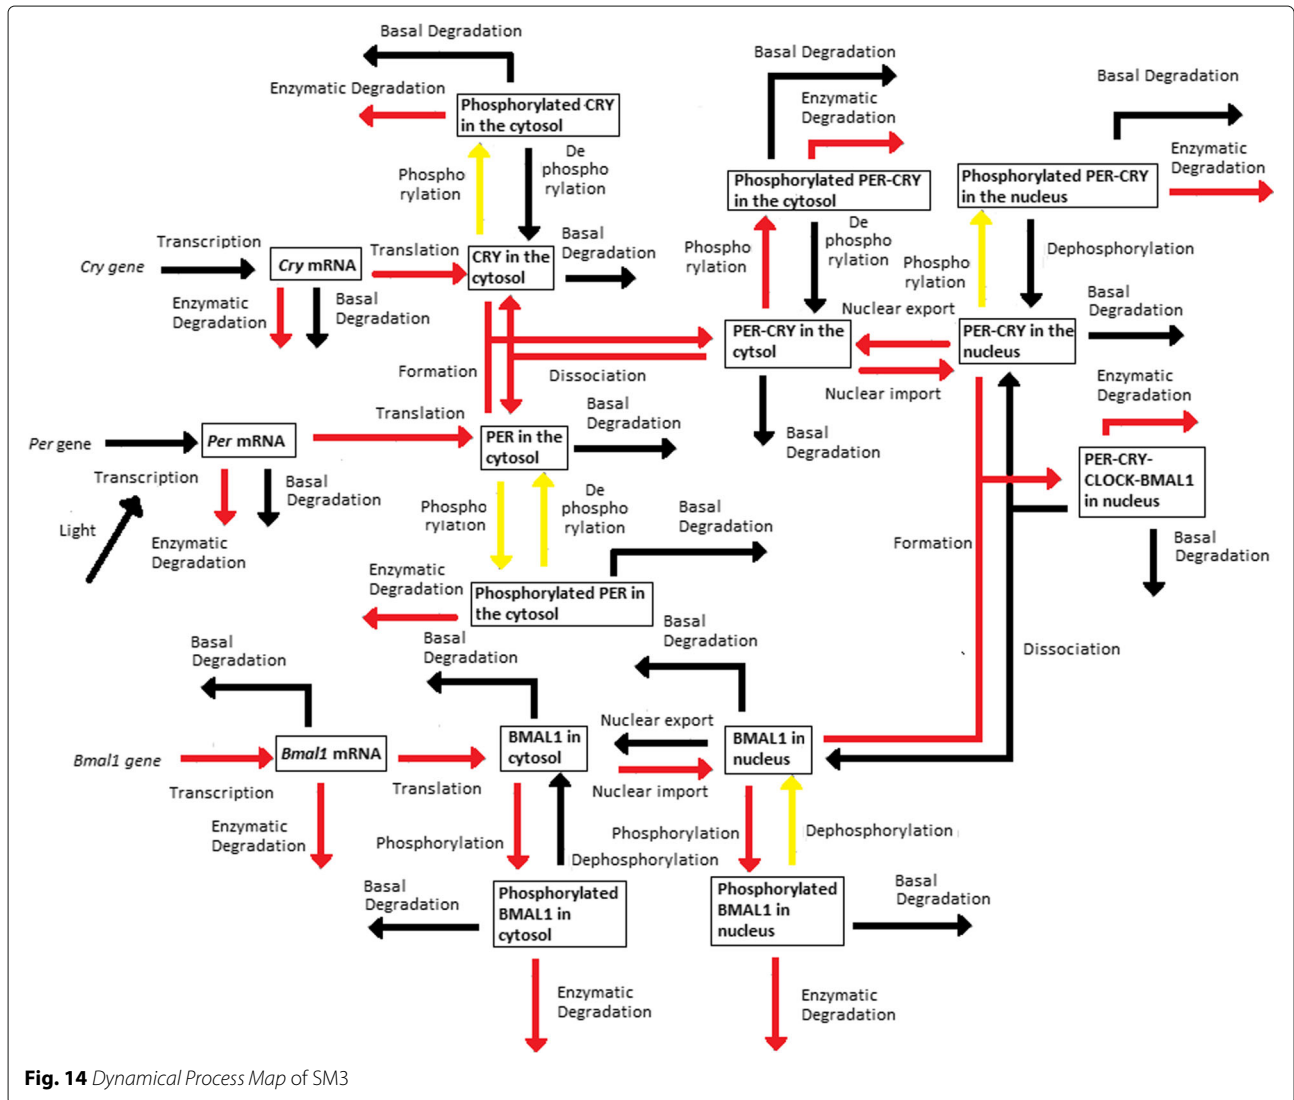 Basal Degradation
Enzymatic Degradation
Phosphorylated CRY
in the cytosol
Phospho
rylation
De
phospho
rylation
Basal Degradation
Enzymatic
Degradation
Phosphorylated PER-CRY
in the cytosol
Basal Degradation
Enzymatic
Degradation
Phosphorylated PER-CRY
in the nucleus
Cry gene
Transcription
Cry mRNA
Translation
CRY in the
cytosol
Basal
Degradation
Enzymatic
Degradation
Basal
Degradation
Phospho
rylation
De
phospho
rylation
Phospho
rylation
Dephosphorylation
Nuclear export
PER-CRY in the
cytsol
PER-CRY in the
nucleus
Basal
Degradation
Nuclear import
Formation
Dissociation
Basal
Degradation
Enzymatic
Degradation
Per gene
Per mRNA
Translation
PER in the
cytosol
Basal
Degradation
PER-CRY-
CLOCK-BMAL1
in nucleus
Transcription
Light
Enzymatic
Degradation
Basal
Degradation
Phospho
rylation
De
phospho
rylation
Basal
Degradation
Formation
Basal
Degradation
Enzymatic
Degradation
Phosphorylated PER in
the cytosol
Dissociation
Basal
Degradation
Basal
Degradation
Basal
Degradation
Bmal1 gene
Transcription
Bmal1 mRNA
Translation
BMAL1 in
cytosol
Nuclear export
Nuclear import
BMAL1 in
nucleus
Enzymatic
Degradation
Phosphorylation
Dephosphorylation
Phosphorylation
Dephosphorylation
Basal
Degradation
Phosphorylated
BMAL1 in
cytosol
Phosphorylated
BMAL1 in
nucleus
Basal
Degradation
Enzymatic
Degradation
Enzymatic
Degradation
Fig. 14 Dynamical Process Map of SM3